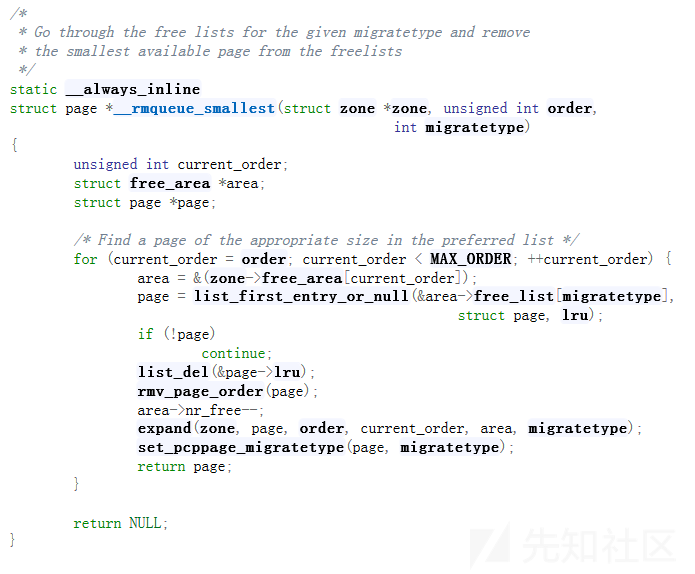 /*
 * Go through the free lists for the given migratetype and remove
 * the smallest available page from the freelists
 */
static __always_inline
struct page *__rmqueue_smallest(struct zone *zone, unsigned int order,
                                                int migratetype)
{
        unsigned int current_order;
        struct free_area *area;
        struct page *page;

        /* Find a page of the appropriate size in the preferred list */
        for (current_order = order; current_order < MAX_ORDER; ++current_order) {
                area = &(zone->free_area[current_order]);
                page = list_first_entry_or_null(&area->free_list[migratetype],
                                                        struct page, lru);
                if (!page)
                        continue;
                list_del(&page->lru);
                rmv_page_order(page);
                area->nr_free--;
                expand(zone, page, order, current_order, area, migratetype);
                set_pcppage_migratetype(page, migratetype);
                return page;
        }

        return NULL;
}
先知社区